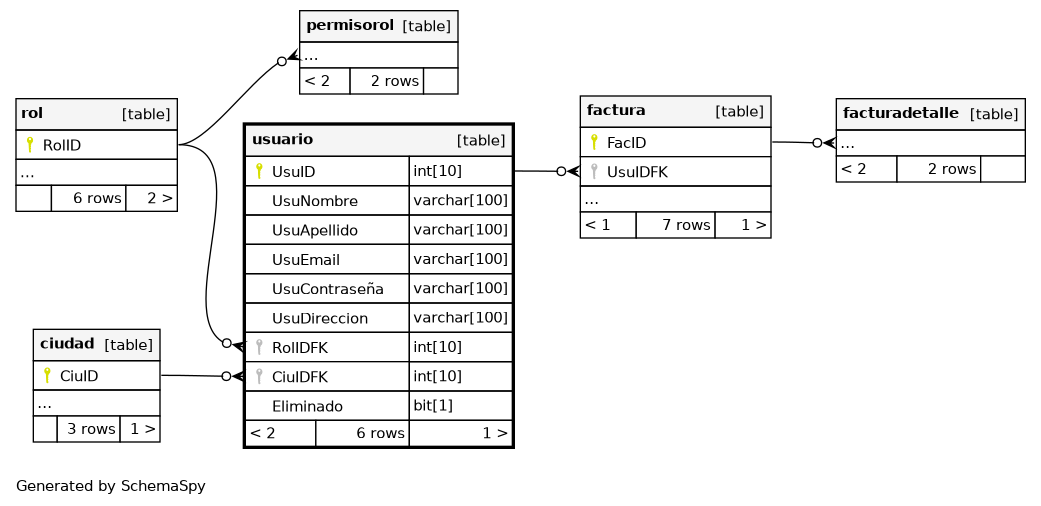 permisorol [table]
...
< 2 2 rows
rol [table]
RolID
...
6 rows 2 >
usuario [table]
UsuID int[10]
UsuNombre varchar[100]
UsuApellido varchar[100]
UsuEmail varchar[100]
UsuContraseña varchar[100]
UsuDireccion varchar[100]
RolIDFK int[10]
CiuIDFK int[10]
Eliminado bit[1]
< 2 6 rows 1 >
factura [table]
FacID
UsuIDFK
...
< 1 7 rows 1 >
facturadetalle [table]
...
< 2 2 rows
ciudad [table]
CiuID
...
3 rows 1 >
Generated by SchemaSpy